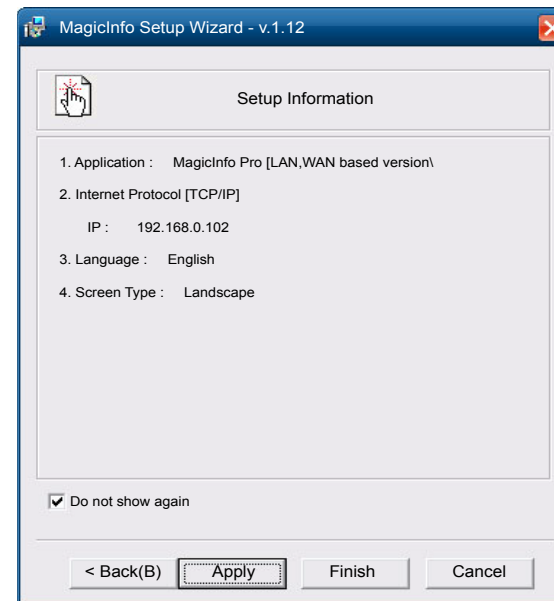 MagicInfo Setup Wizard - v.1.12
Setup Information
1. Application : MagicInfo Pro [LAN,WAN based version\
2. Internet Protocol [TCP/IP]
IP : 192.168.0.102
3. Language : English
4. Screen Type : Landscape
Do not show again
< Back(B) Apply Finish Cancel